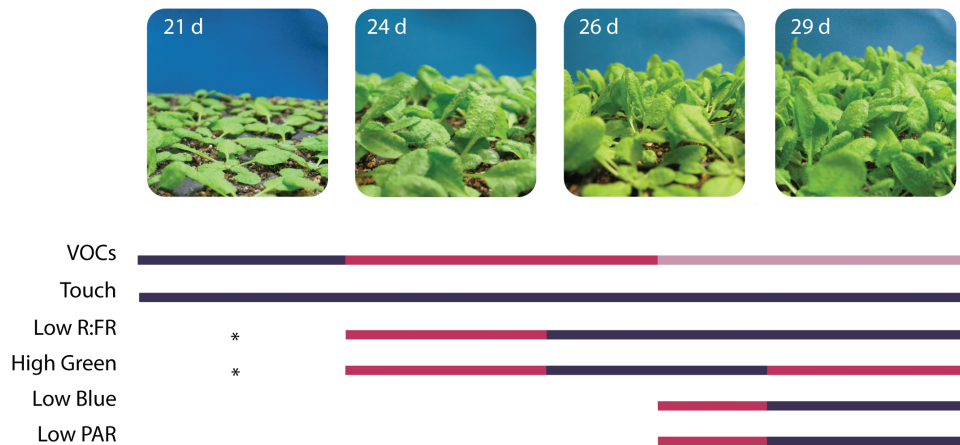 21 d
24 d
26 d
29 d
VOCs
Touch
Low R:FR
*
High Green
*
Low Blue
Low PAR